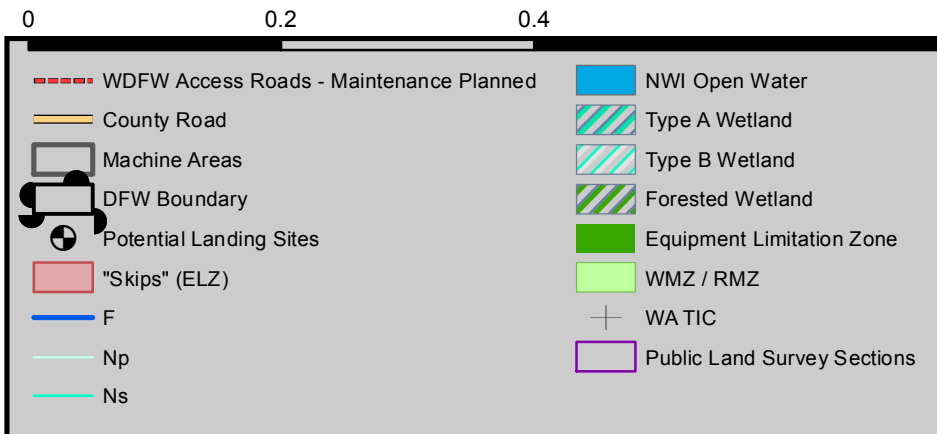 0 0.2 0.4
WDFW Access Roads - Maintenance Planned
County Road
Machine Areas
DFW Boundary
Potential Landing Sites
"Skips" (ELZ)
F
Np
Ns
NWI Open Water
Type A Wetland
Type B Wetland
Forested Wetland
Equipment Limitation Zone
WMZ / RMZ
WA TIC
Public Land Survey Sections